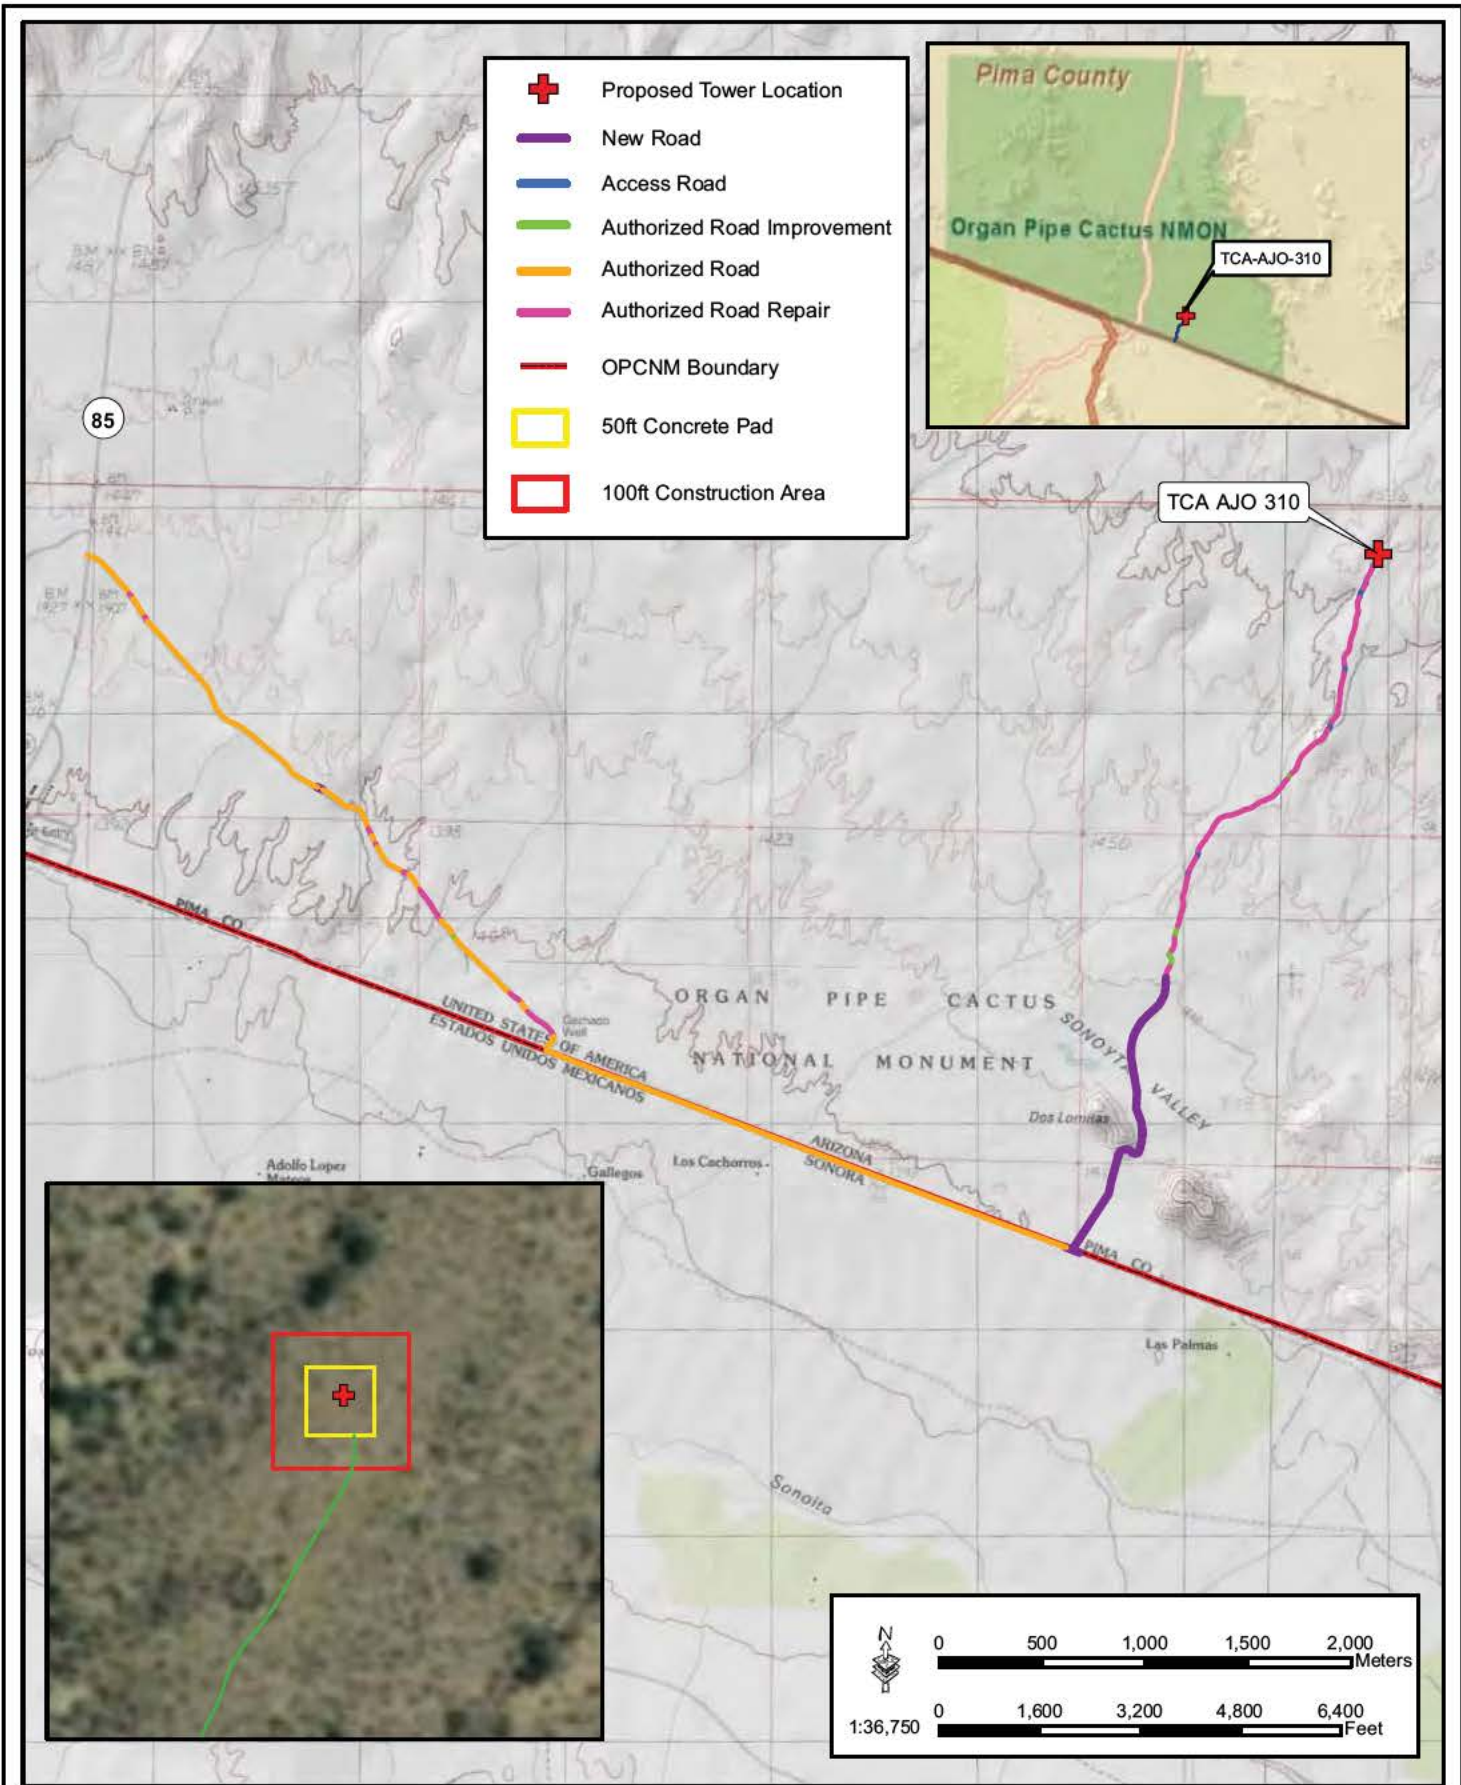 Proposed Tower Location
New Road
Access Road
Authorized Road Improvement
Authorized Road
Authorized Road Repair
OPCNM Boundary
50ft Concrete Pad
100ft Construction Area
Pima County
Organ Pipe Cactus NMON
TCA-AJO-310
85
TCA AJO 310
1423
1450
PIMA CO
UNITED STATES OF AMERICA
ESTADOS UNIDOS MEXICANOS
Well
ORGAN PIPE CACTUS
NATIONAL MONUMENT
SONOYTA VALLEY
Dos Lomitas
ARIZONA
SONORA
PIMA CO
Adolfo Lopez
Mateos
Gallegos
Los Cachorros
Las Palmas
Sonoita
N
0 500 1,000 1,500 2,000
Meters
0 1,600 3,200 4,800 6,400
Feet
1:36,750